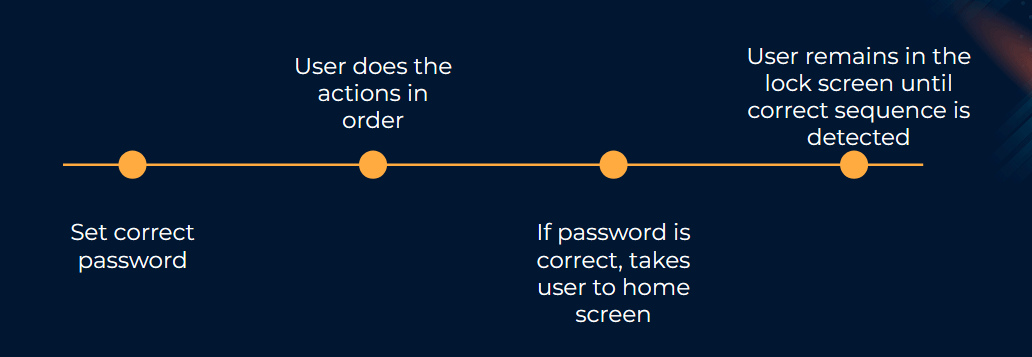 Set correct
password
User does the
actions in
order
If password is
correct, takes
user to home
screen
User remains in the
lock screen until
correct sequence is
detected